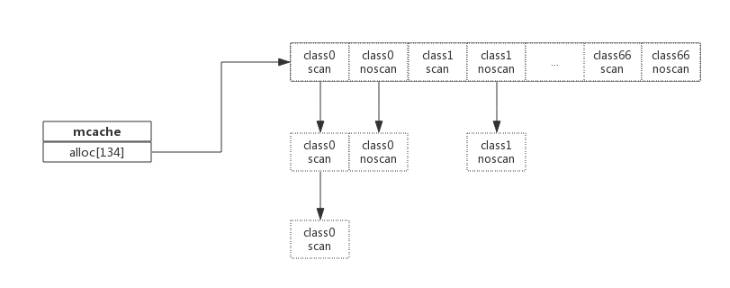 class0 class0 class1 class1 class66 class66
scan noscan scan noscan ... scan noscan
mcache
alloc[134]
class0 class0 class1
scan noscan noscan
class0
scan